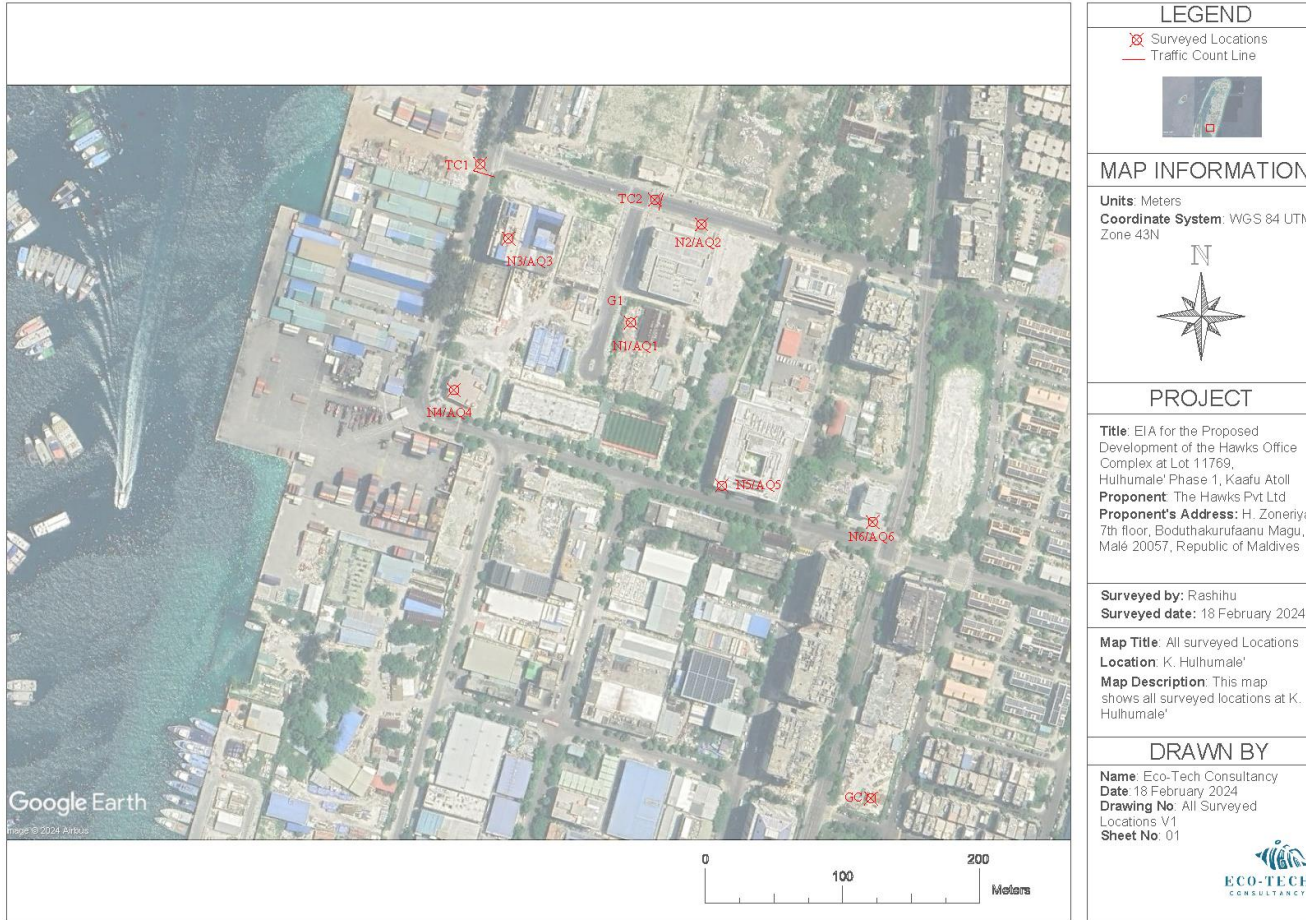 TC1
TC2
N2/AQ2
N3/AQ3
G1
N1/AQ1
N4/AQ4
N5/AQ5
N6/AQ6
GC
Google Earth
Image © 2024 Airbus
0
200
100
Meters
LEGEND
Surveyed Locations
Traffic Count Line
MAP INFORMATION
Units: Meters
Coordinate System: WGS 84 UTM
Zone 43N
N
PROJECT
Title: EIA for the Proposed
Development of the Hawks Office
Complex at Lot 11769,
Hulhumale' Phase 1, Kaafu Atoll
Proponent: The Hawks Pvt Ltd
Proponent's Address: H. Zoneriya
7th floor, Boduthakurufaanu Magu,
Malé 20057, Republic of Maldives
Surveyed by: Rashihu
Surveyed date: 18 February 2024
Map Title: All surveyed Locations
Location: K. Hulhumale'
Map Description: This map
shows all surveyed locations at K.
Hulhumale'
DRAWN BY
Name: Eco-Tech Consultancy
Date: 18 February 2024
Drawing No: All Surveyed
Locations V1
Sheet No: 01
ECO-TECH
CONSULTANCY